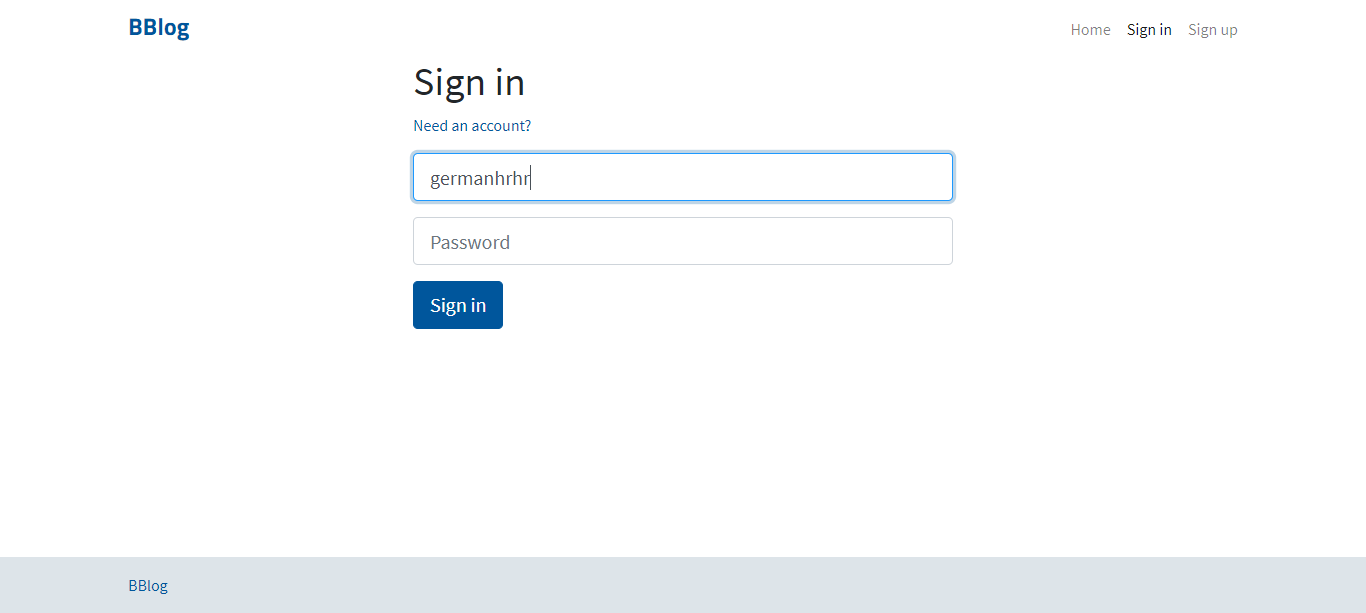 BBlog
Home Sign in Sign up
Sign in
Need an account?
germanhrhr
Password
Sign in
BBlog